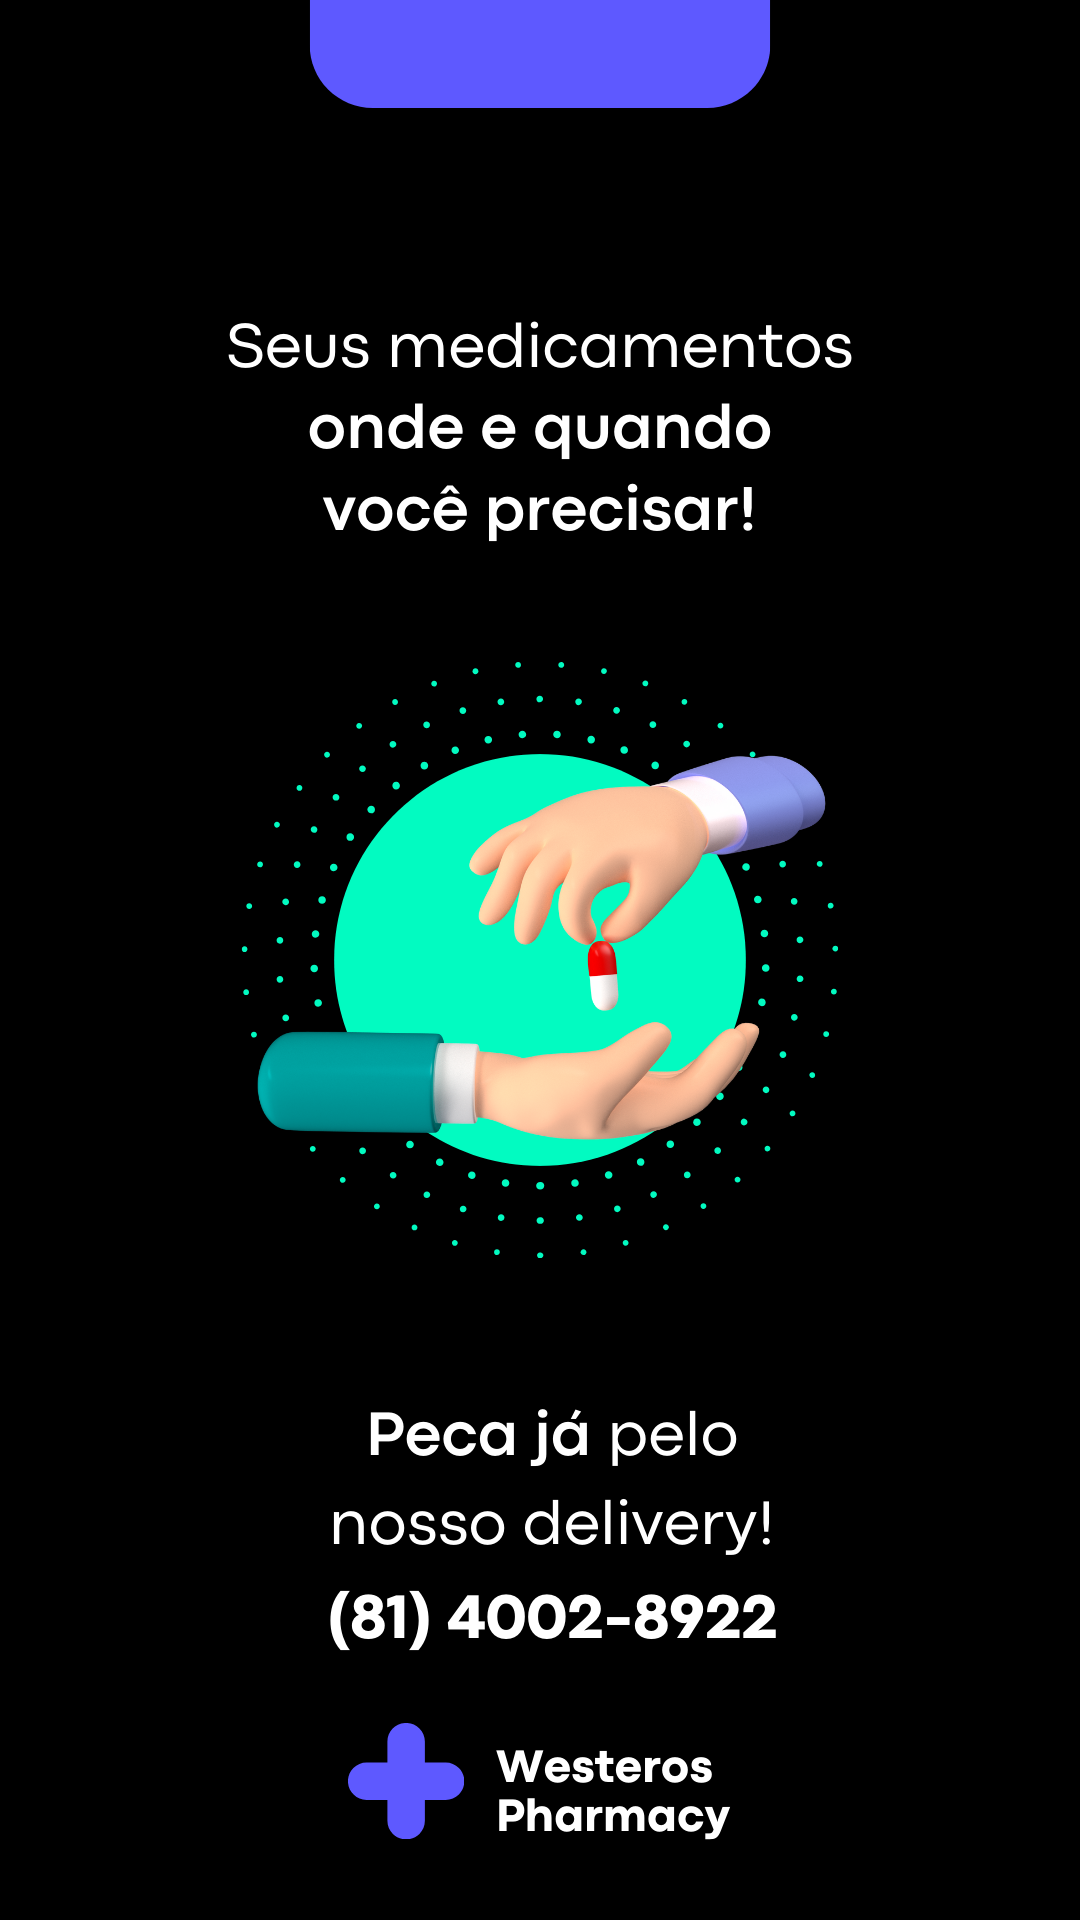 Seus medicamentos
onde e quando
você precisar!
Peca já pelo
nosso delivery!
(81) 4002-8922
Westeros
Pharmacy